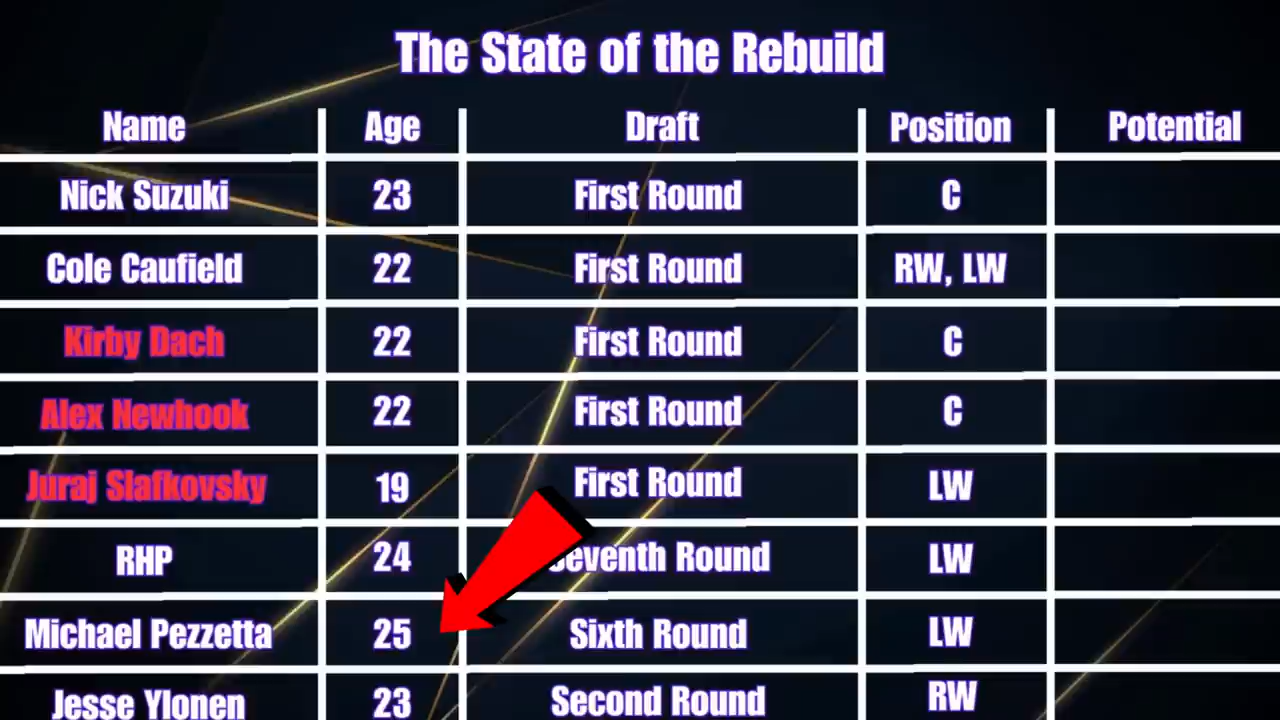 The State of the Rebuild
Name Age Draft Position Potential
Nick Suzuki 23 First Round C
Cole Caufield 22 First Round RW, LW
Kirby Dach 22 First Round C
Alex Newhook 22 First Round C
Juraj Slafkovsky 19 First Round LW
RHP 24 Seventh Round LW
Michael Pezzetta 25 Sixth Round LW
Jesse Ylonen 23 Second Round RW